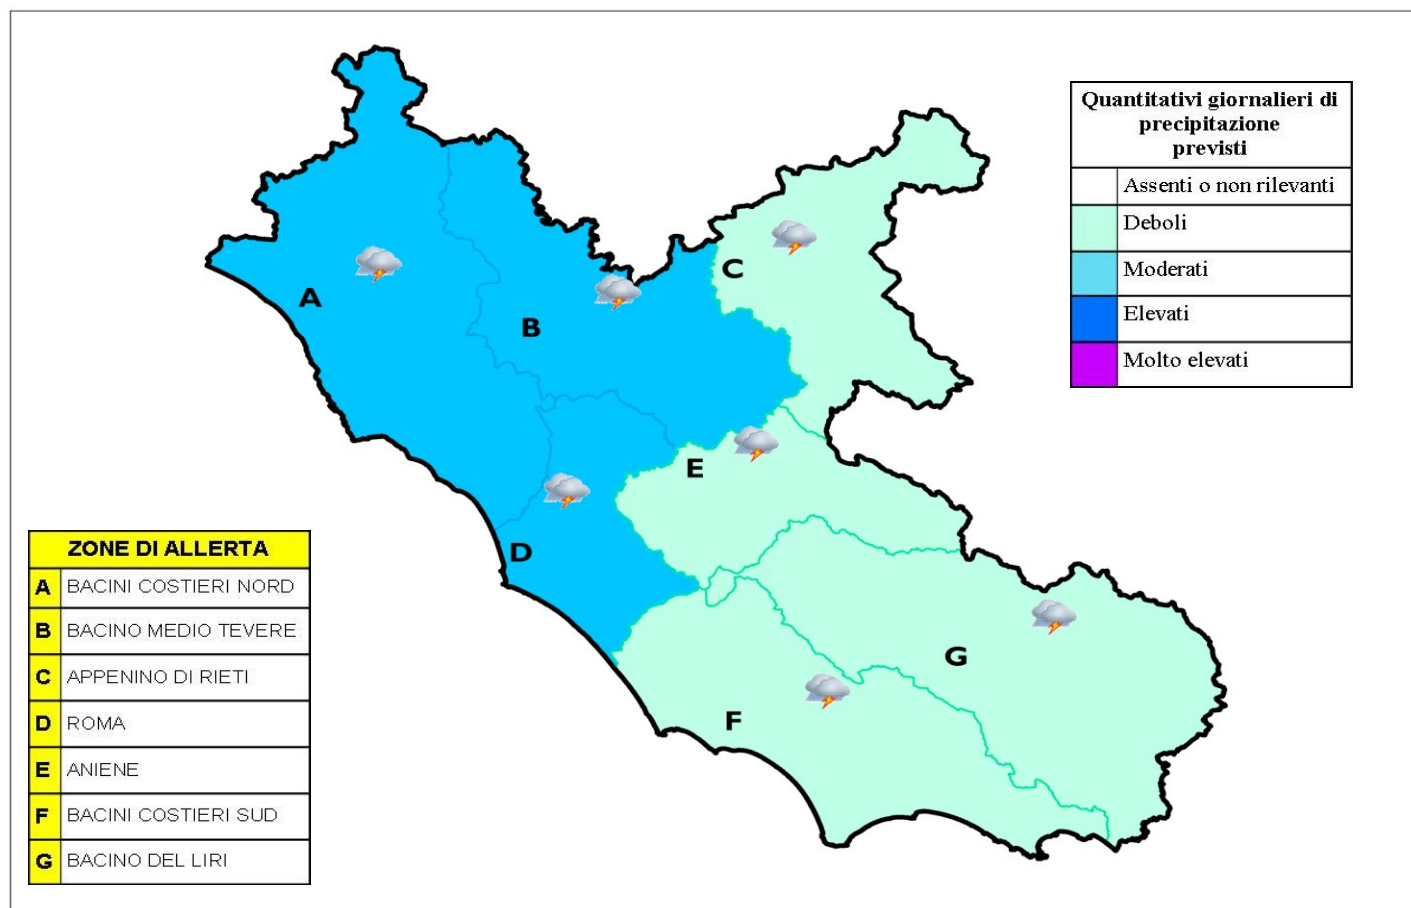 Quantitativi giornalieri di
precipitazione
previsti
Assenti o non rilevanti
Deboli
Moderati
Elevati
Molto elevati
A
B
C
D
E
F
G
ZONE DI ALLERTA
A BACINI COSTIERI NORD
B BACINO MEDIO TEVERE
C APPENINO DI RIETI
D ROMA
E ANIENE
F BACINI COSTIERI SUD
G BACINO DEL LIRI